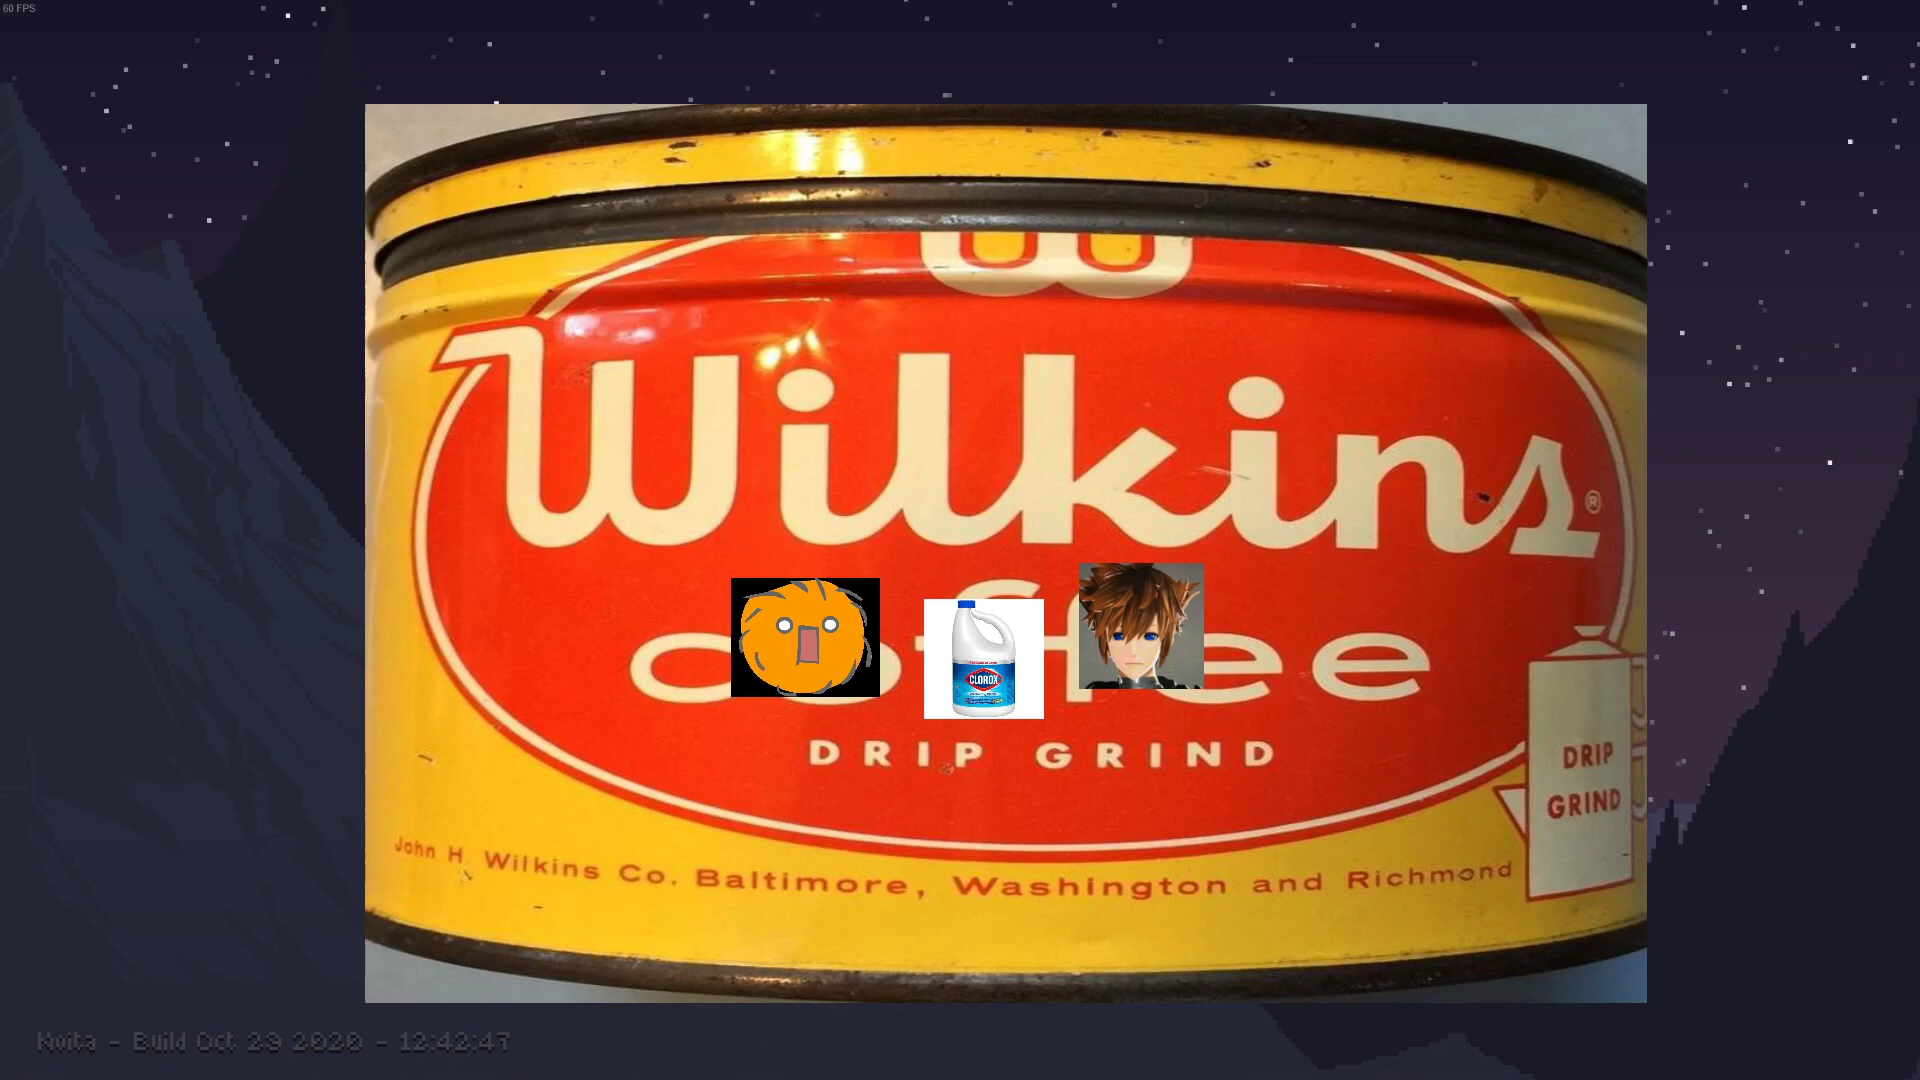 60 FPS
Wilkins®
coffee
CLOROX
DRIP GRIND
DRIP
GRIND
John H. Wilkins Co. Baltimore, Washington and Richmond
Noita - Build Oct 29 2020 - 12:42:47